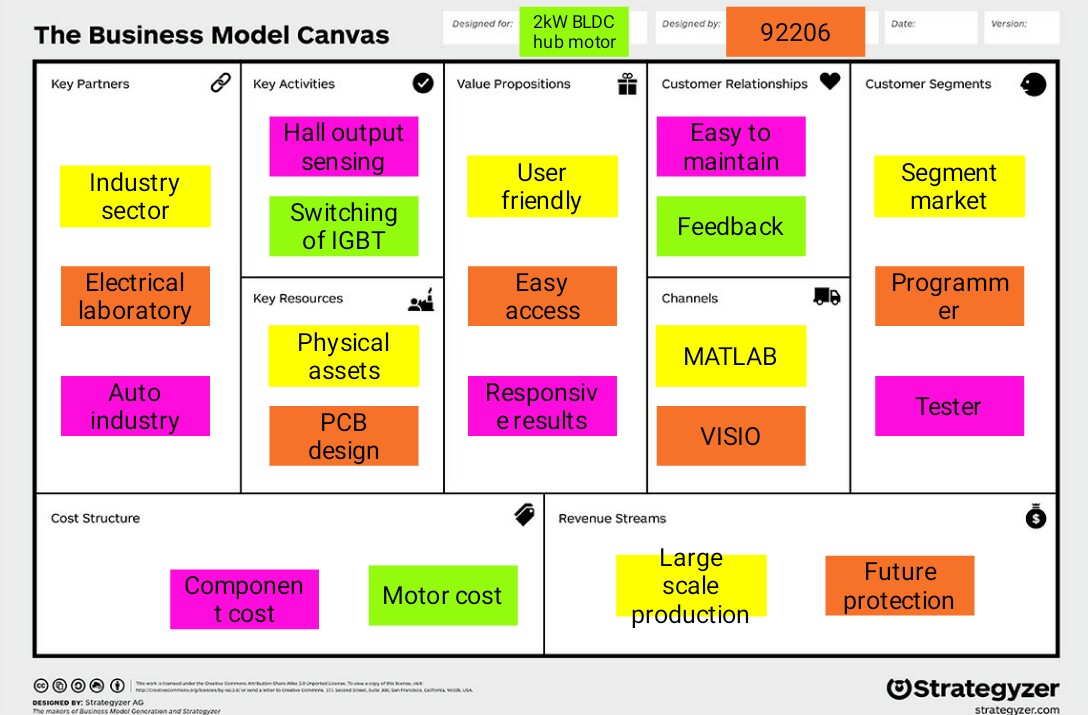 The Business Model Canvas
Designed for:
2kW BLDC
hub motor
Designed by:
92206
Date:
Version:
Key Partners
Industry
sector
Electrical
laboratory
Auto
industry
Key Activities
Hall output
sensing
Switching
of IGBT
Key Resources
Physical
assets
PCB
design
Value Propositions
User
friendly
Easy
access
Responsiv
e results
Customer Relationships
Easy to
maintain
Feedback
Channels
MATLAB
VISIO
Customer Segments
Segment
market
Programm
er
Tester
Cost Structure
Componen
t cost
Motor cost
Revenue Streams
Large
scale
production
Future
protection
This work is licensed under the Creative Commons Attribution-Share Alike 3.0 Unported License. To view a copy of this license, visit:
http://creativecommons.org/licenses/by-sa/3.0/ or send a letter to Creative Commons, 171 Second Street, Suite 300, San Francisco, California, 94105, USA.
DESIGNED BY: Strategyzer AG
The makers of Business Model Generation and Strategyzer
Strategyzer
strategyzer.com